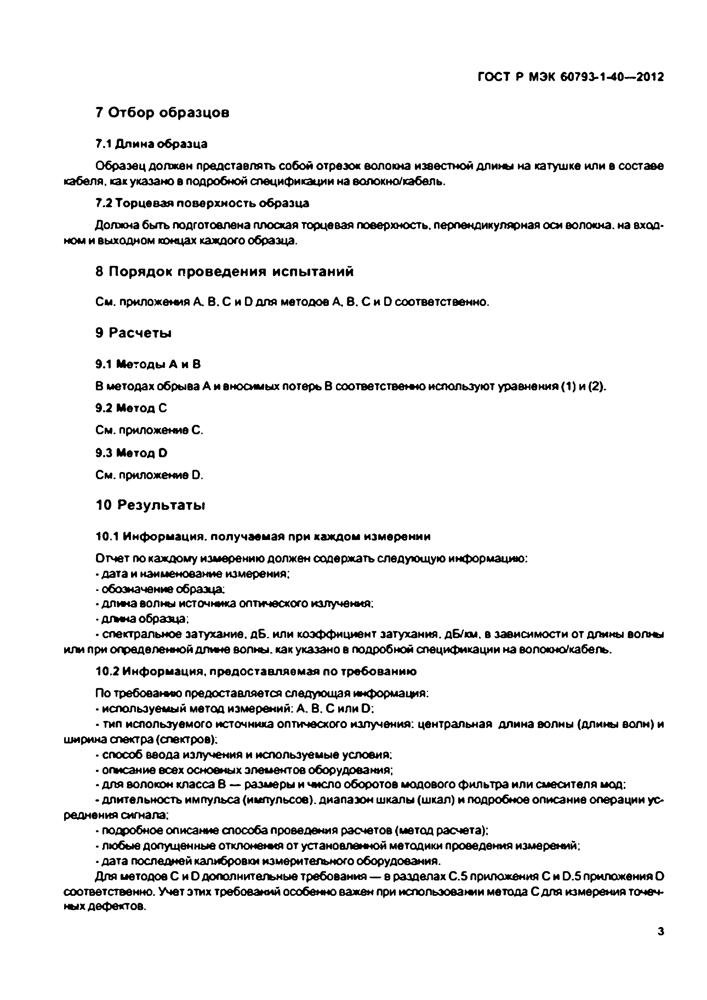 ГОСТ Р МЭК 60793-1-40—2012
7 Отбор образцов
7.1 Длина образца
Образец должен представлять собой отрезок волокна известной длины на катушке или в составе
кабеля, как указано в подробной спецификации на волокно/кабель.
7.2 Торцевая поверхность образца
Должна быть подготовлена плоская торцевая поверхность, перпендикулярная оси волокна, на вход-
ном и выходном концах каждого образца.
8 Порядок проведения испытаний
См. приложения А, В, С и D для методов А, В, С и D соответственно.
9 Расчеты
9.1 Методы А и В
В методах обрыва А и вносимых потерь В соответственно используют уравнения (1) и (2).
9.2 Метод С
См. приложение С.
9.3 Метод D
См. приложение D.
10 Результаты
10.1 Информация, получаемая при каждом измерении
Отчет по каждому измерению должен содержать следующую информацию:
- дата и наименование измерения;
- обозначение образца;
- длина волны источника оптического излучения;
- длина образца;
- спектральное затухание, дБ, или коэффициент затухания, дБ/км, в зависимости от длины волны
или при определенной длине волны, как указано в подробной спецификации на волокно/кабель.
10.2 Информация, предоставляемая по требованию
По требованию предоставляется следующая информация:
- используемый метод измерений: А, В, С или D;
- тип используемого источника оптического излучения: центральная длина волны (длины волн) и
ширина спектра (спектров);
- способ ввода излучения и используемые условия;
- описание всех основных элементов оборудования;
- для волокон класса В — размеры и число оборотов модового фильтра или смесителя мод;
- длительность импульса (импульсов), диапазон шкалы (шкал) и подробное описание операции ус-
реднения сигнала;
- подробное описание способа проведения расчетов (метод расчета);
- любые допущенные отклонения от установленной методики проведения измерений;
- дата последней калибровки измерительного оборудования.
Для методов С и D дополнительные требования — в разделах С.5 приложения С и D.5 приложения D
соответственно. Учет этих требований особенно важен при использовании метода С для измерения точеч-
ных дефектов.
3